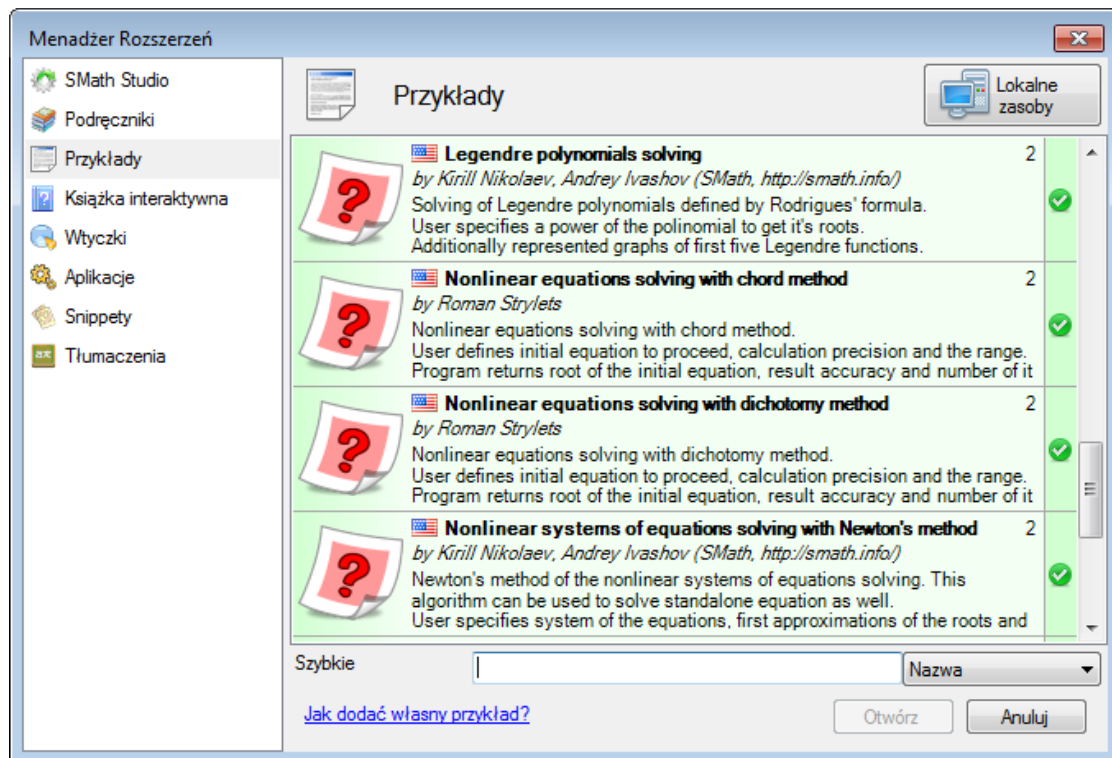 Menadżer Rozszerzeń
SMath Studio
Podręczniki
Przykłady
Książka interaktywna
Wtyczki
Aplikacje
Snippety
Tłumaczenia
Przykłady
Lokalne
zasoby
Legendre polynomials solving 2
by Kirill Nikolaev, Andrey Ivashov (SMath, http://smath.info/)
Solving of Legendre polynomials defined by Rodrigues' formula.
User specifies a power of the polinomial to get it's roots.
Additionally represented graphs of first five Legendre functions.
Nonlinear equations solving with chord method 2
by Roman Strylets
Nonlinear equations solving with chord method.
User defines initial equation to proceed, calculation precision and the range.
Program returns root of the initial equation, result accuracy and number of it
Nonlinear equations solving with dichotomy method 2
by Roman Strylets
Nonlinear equations solving with dichotomy method.
User defines initial equation to proceed, calculation precision and the range.
Program returns root of the initial equation, result accuracy and number of it
Nonlinear systems of equations solving with Newton's method 2
by Kirill Nikolaev, Andrey Ivashov (SMath, http://smath.info/)
Newton's method of the nonlinear systems of equations solving. This
algorithm can be used to solve standalone equation as well.
User specifies system of the equations, first approximations of the roots and
Szybkie
Nazwa
Jak dodać własny przykład?
Otwórz
Anuluj